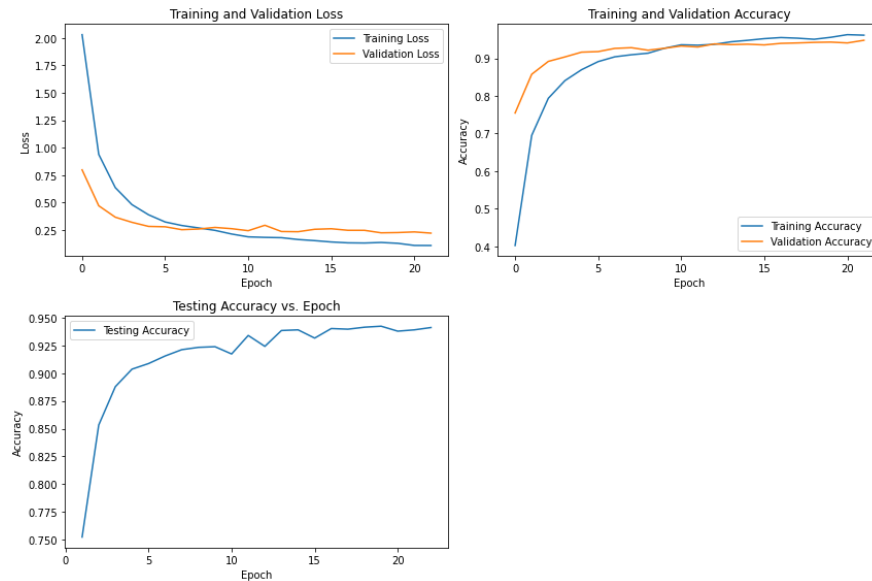 Training and Validation Loss
2.00
1.75
1.50
1.25
1.00
0.75
0.50
0.25
Loss
Training Loss
Validation Loss
0
5
10
15
20
Epoch
Training and Validation Accuracy
0.9
0.8
0.7
0.6
0.5
0.4
Accuracy
Training Accuracy
Validation Accuracy
0
5
10
15
20
Epoch
Testing Accuracy vs. Epoch
0.950
0.925
0.900
0.875
0.850
0.825
0.800
0.775
0.750
Accuracy
Testing Accuracy
0
5
10
15
20
Epoch